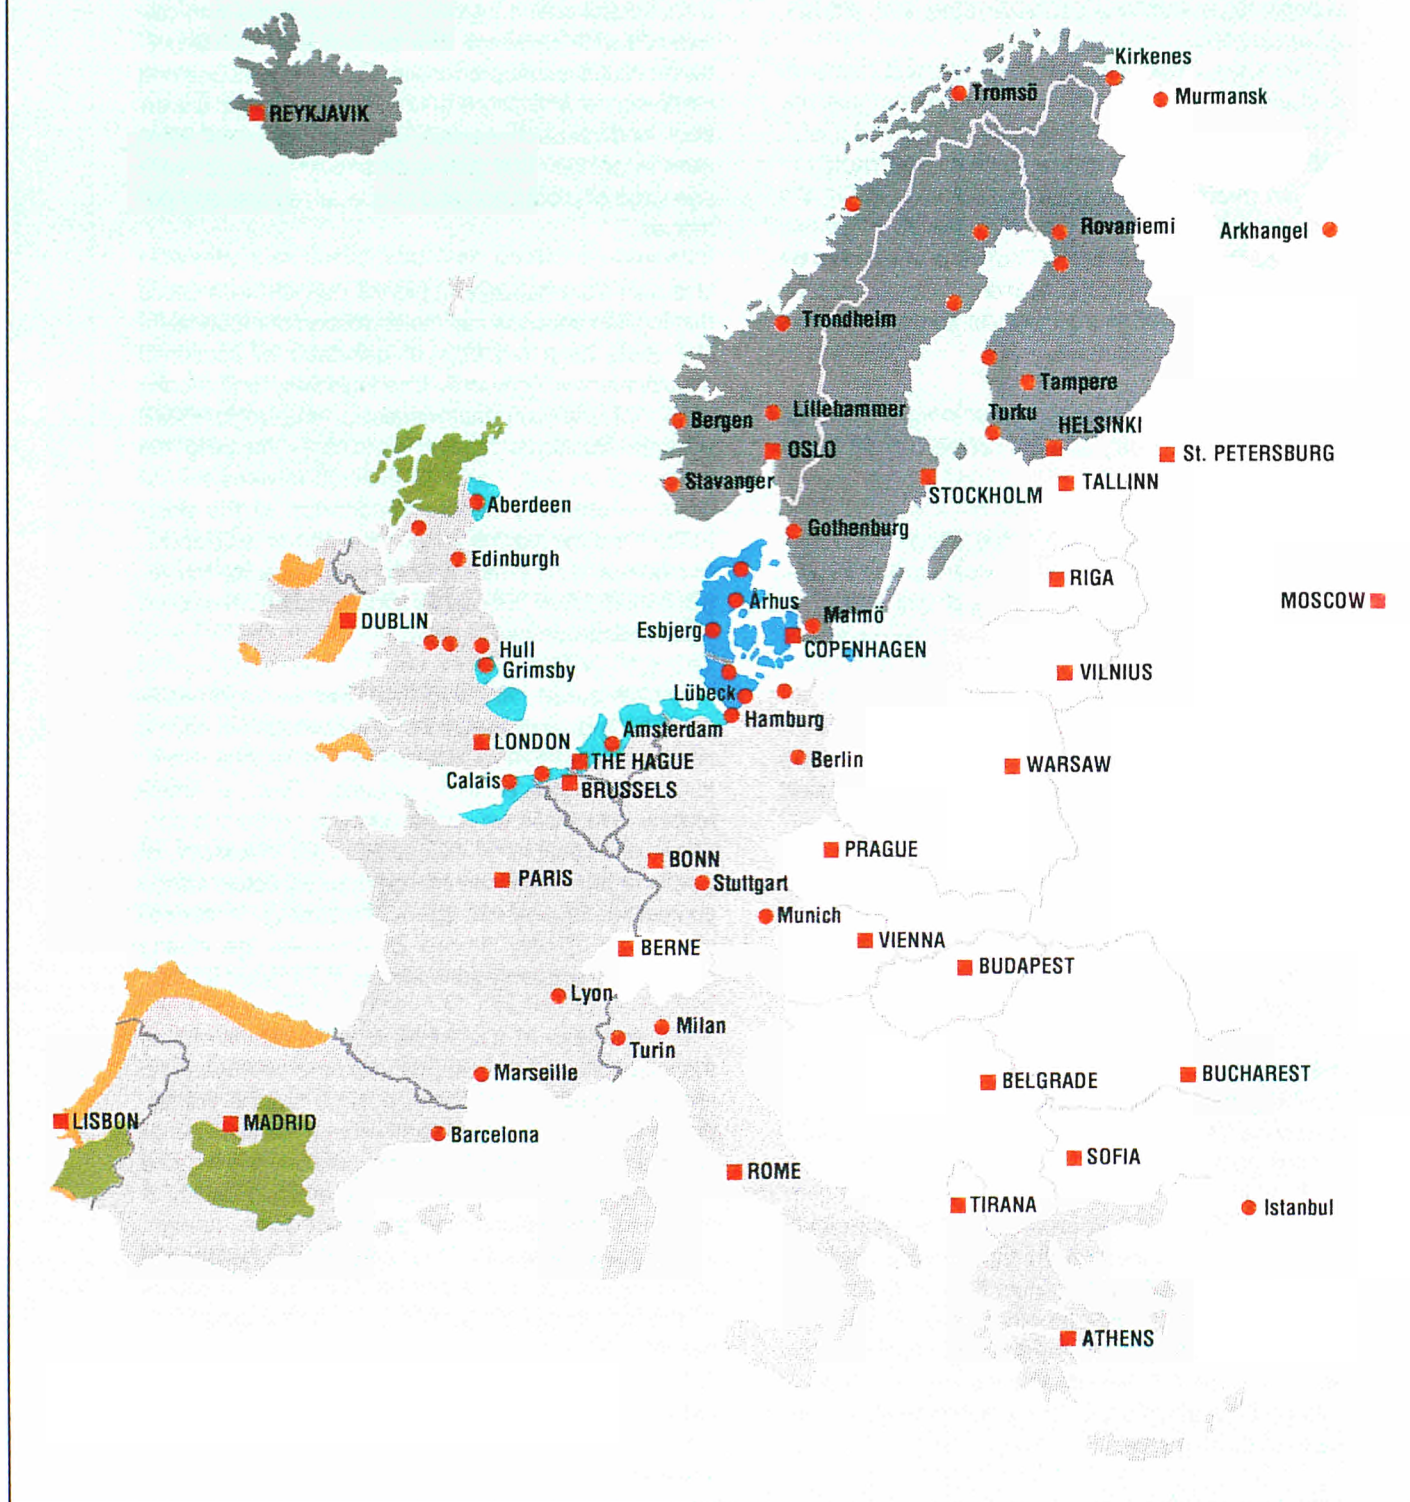 Kirkenes
Tromsö
Murmansk
REYKJAVIK
Rovaniemi
Arkhangel
Trondheim
Tampere
Lillehammer
Turku
Bergen
HELSINKI
OSLO
St. PETERSBURG
Stavanger
TALLINN
STOCKHOLM
Aberdeen
Gothenburg
Edinburgh
RIGA
Århus
MOSCOW
Malmö
DUBLIN
Esbjerg
Hull
COPENHAGEN
Grimsby
VILNIUS
Lübeck
Hamburg
Amsterdam
LONDON
THE HAGUE
Berlin
WARSAW
Calais
BRUSSELS
PRAGUE
BONN
PARIS
Stuttgart
Munich
VIENNA
BERNE
BUDAPEST
Lyon
Milan
Turin
Marseille
BELGRADE
BUCHAREST
LISBON
MADRID
Barcelona
SOFIA
ROME
TIRANA
Istanbul
ATHENS